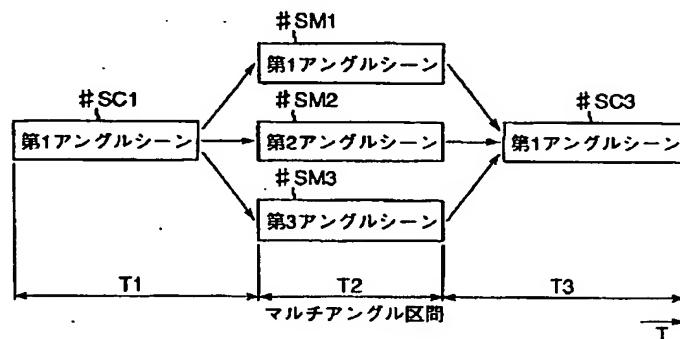 #SM1
第1アングルシーン
#SC1
第1アングルシーン
#SM2
第2アングルシーン
#SC3
第1アングルシーン
#SM3
第3アングルシーン
T1
T2
T3
マルチアングル区間
T